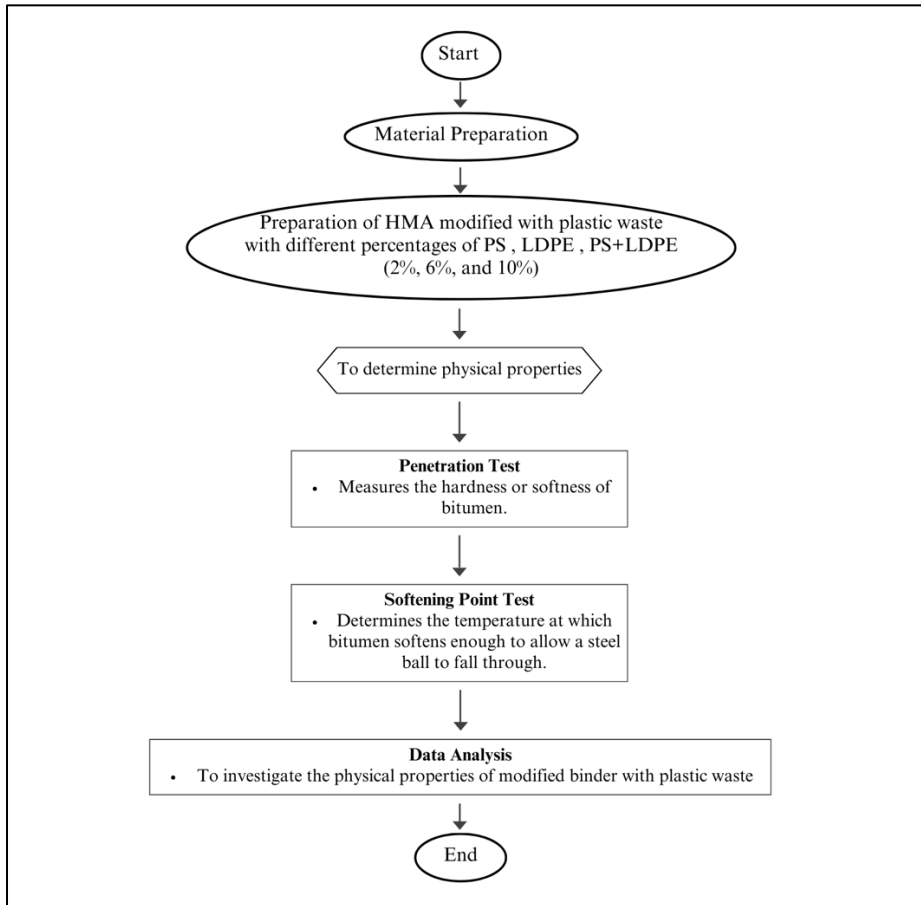 Start
Material Preparation
Preparation of HMA modified with plastic waste
with different percentages of PS , LDPE , PS+LDPE
(2%, 6%, and 10%)
To determine physical properties
Penetration Test
• Measures the hardness or softness of
bitumen.
Softening Point Test
• Determines the temperature at which
bitumen softens enough to allow a steel
ball to fall through.
Data Analysis
• To investigate the physical properties of modified binder with plastic waste
End